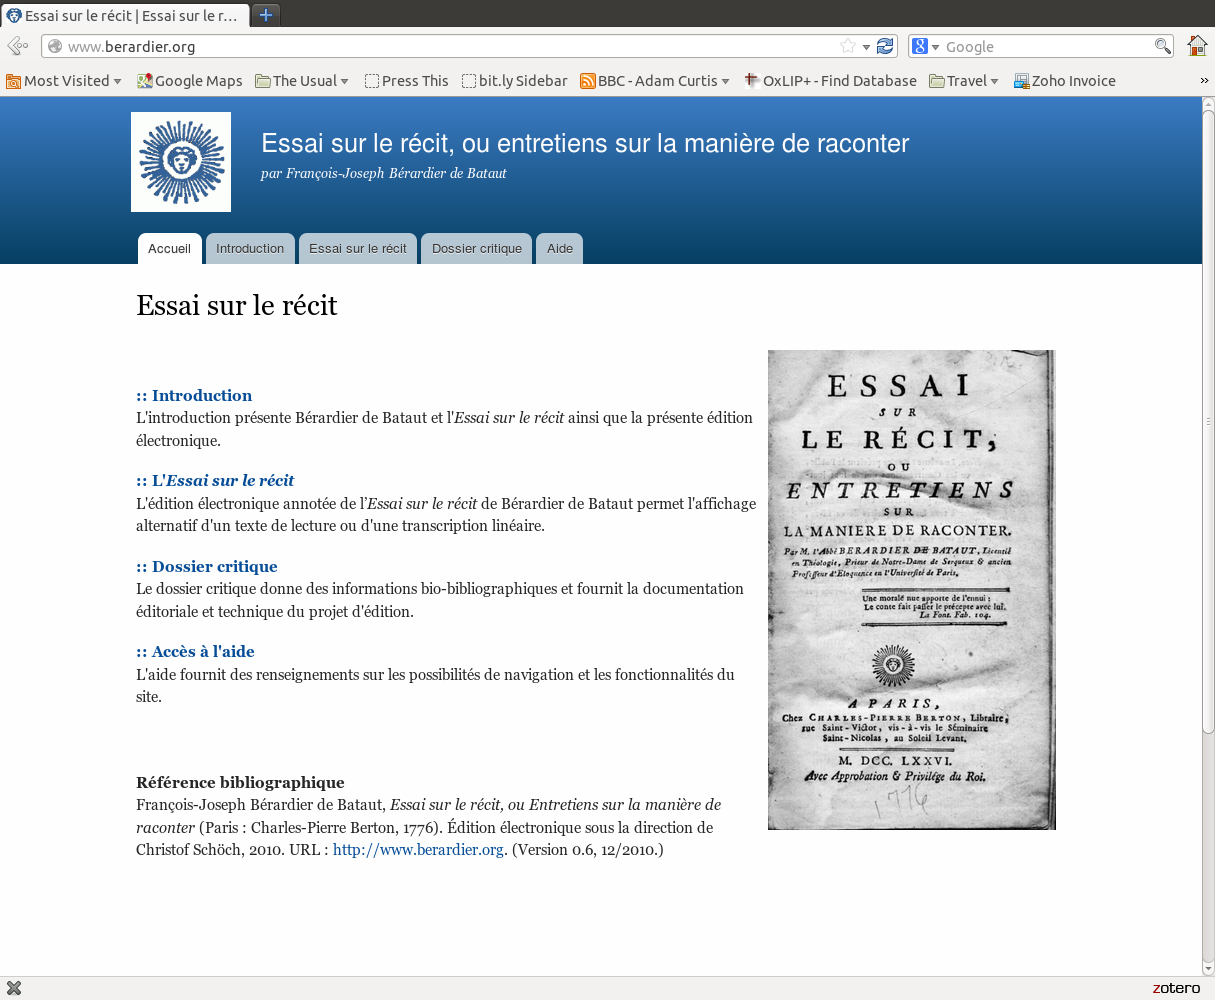 Essai sur le récit | Essai sur le r...
www.berardier.org
Google
Most Visited
Google Maps
The Usual
Press This
bit.ly Sidebar
BBC - Adam Curtis
OxLIP+ - Find Database
Travel
Zoho Invoice
Essai sur le récit, ou entretiens sur la manière de raconter
par François-Joseph Bérardier de Bataut
Accueil
Introduction
Essai sur le récit
Dossier critique
Aide
Essai sur le récit
:: Introduction
L'introduction présente Bérardier de Bataut et l'Essai sur le récit ainsi que la présente édition
électronique.
:: L'Essai sur le récit
L'édition électronique annotée de l'Essai sur le récit de Bérardier de Bataut permet l'affichage
alternatif d'un texte de lecture ou d'une transcription linéaire.
:: Dossier critique
Le dossier critique donne des informations bio-bibliographiques et fournit la documentation
éditoriale et technique du projet d'édition.
:: Accès à l'aide
L'aide fournit des renseignements sur les possibilités de navigation et les fonctionnalités du
site.
Référence bibliographique
François-Joseph Bérardier de Bataut, Essai sur le récit, ou Entretiens sur la manière de
raconter (Paris : Charles-Pierre Berton, 1776). Édition électronique sous la direction de
Christof Schöch, 2010. URL : http://www.berardier.org. (Version 0.6, 12/2010.)
ESSAI
SUR
LE RÉCIT,
OU
ENTRETIENS
SUR
LA MANIERE DE RACONTER.
Par M. l'Abbé BERARDIER DE BATAUT, Licentié
en Théologie, Prieur de Notre-Dame de Serqueux & ancien
Professeur d'Eloquence en l'Université de Paris.
Une morale nue apporte de l'ennui :
Le conte fait passer le précepte avec lui.
La Font. Fab. 104.
A PARIS,
Chez CHARLES-PIERRE BERTON, Libraire,
rue Saint-Victor, vis-à-vis le Séminaire
Saint-Nicolas, au Soleil Levant.
M. DCC. LXXVI.
Avec Approbation & Privilége du Roi.
1776
zotero